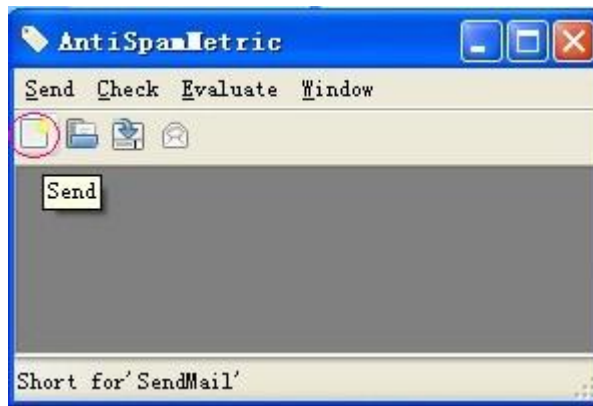 AntiSpamMetric
Send Check Evaluate Window
Send
Short for'SendMail'